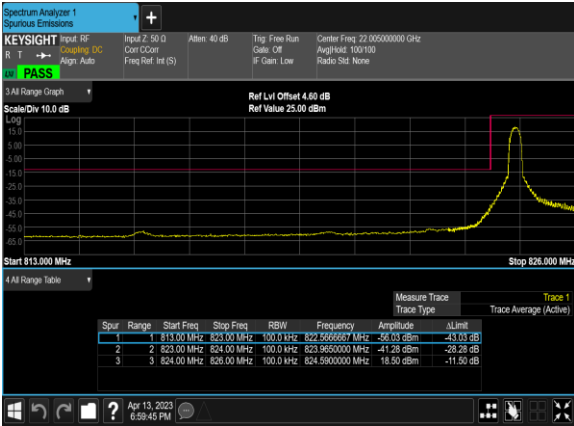 Spectrum Analyzer 1
Spurious Emissions
+
KEYSIGHT Input: RF Input Z: 50 Ω Atten: 40 dB Trig: Free Run Center Freq: 22.005000000 GHz
R T Coupling: DC Corr CCorr Gate: Off Avg|Hold: 100/100
Align: Auto Freq Ref: Int (S) IF Gain: Low Radio Std: None
PASS
3 All Range Graph
Ref Lvl Offset 4.60 dB
Scale/Div 10.0 dB Ref Value 25.00 dBm
Log
15.0
5.00
-5.00
-15.0
-25.0
-35.0
-45.0
-55.0
-65.0
Start 813.000 MHz Stop 826.000 MHz
4 All Range Table
Measure Trace Trace 1
Trace Type Trace Average (Active)
Spur Range Start Freq Stop Freq RBW Frequency Amplitude ΔLimit
1 1 813.00 MHz 823.00 MHz 100.0 kHz 822.5666667 MHz -56.03 dBm -43.03 dB
2 2 823.00 MHz 824.00 MHz 100.0 kHz 823.9650000 MHz -41.28 dBm -28.28 dB
3 3 824.00 MHz 826.00 MHz 100.0 kHz 824.5900000 MHz 18.50 dBm -11.50 dB
? Apr 13, 2023
6:59:45 PM